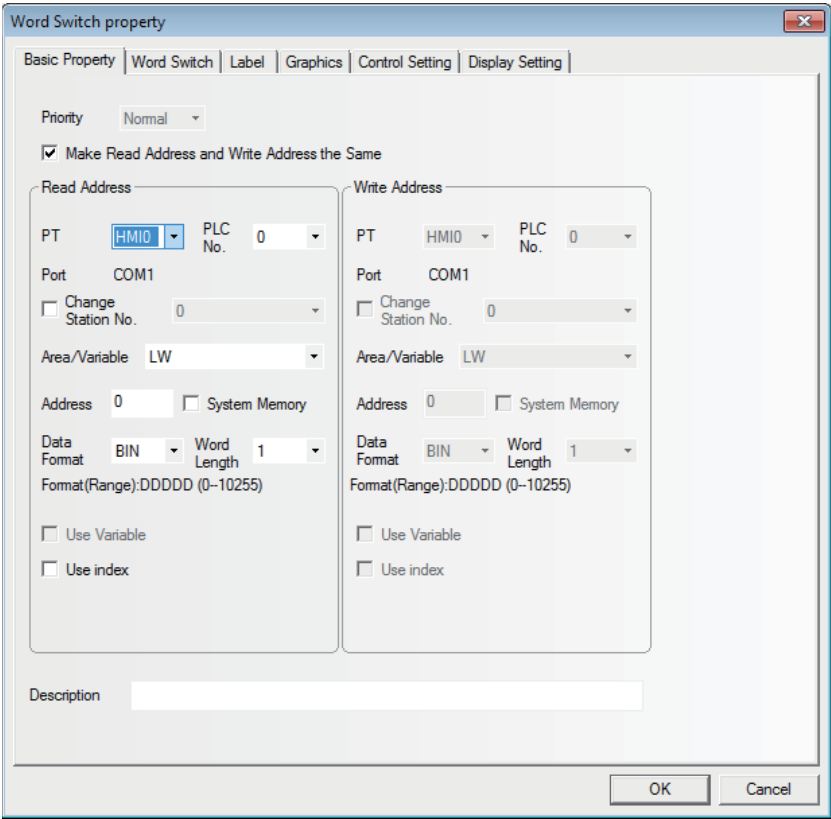 Word Switch property
Basic Property Word Switch Label Graphics Control Setting Display Setting
Priority Normal
Make Read Address and Write Address the Same
Read Address
PT HMI0 PLC No. 0
Port COM1
Change Station No. 0
Area/Variable LW
Address 0 System Memory
Data Format BIN Word Length 1
Format(Range):DDDDD (0--10255)
Use Variable
Use index
Write Address
PT HMI0 PLC No. 0
Port COM1
Change Station No. 0
Area/Variable LW
Address 0 System Memory
Data Format BIN Word Length 1
Format(Range):DDDDD (0--10255)
Use Variable
Use index
Description
OK Cancel